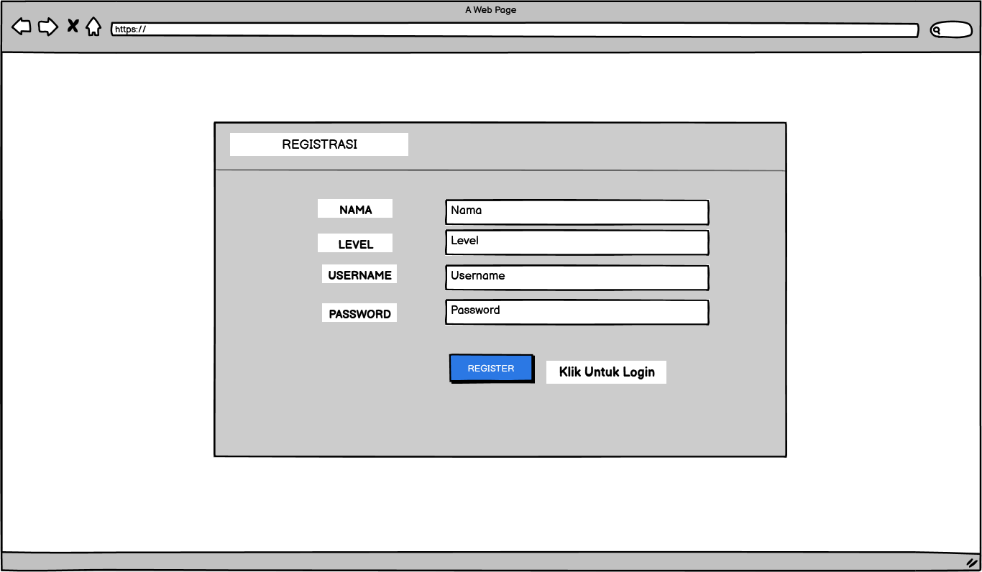 A Web Page
https://
REGISTRASI
NAMA
Nama
LEVEL
Level
USERNAME
Username
PASSWORD
Password
REGISTER
Klik Untuk Login